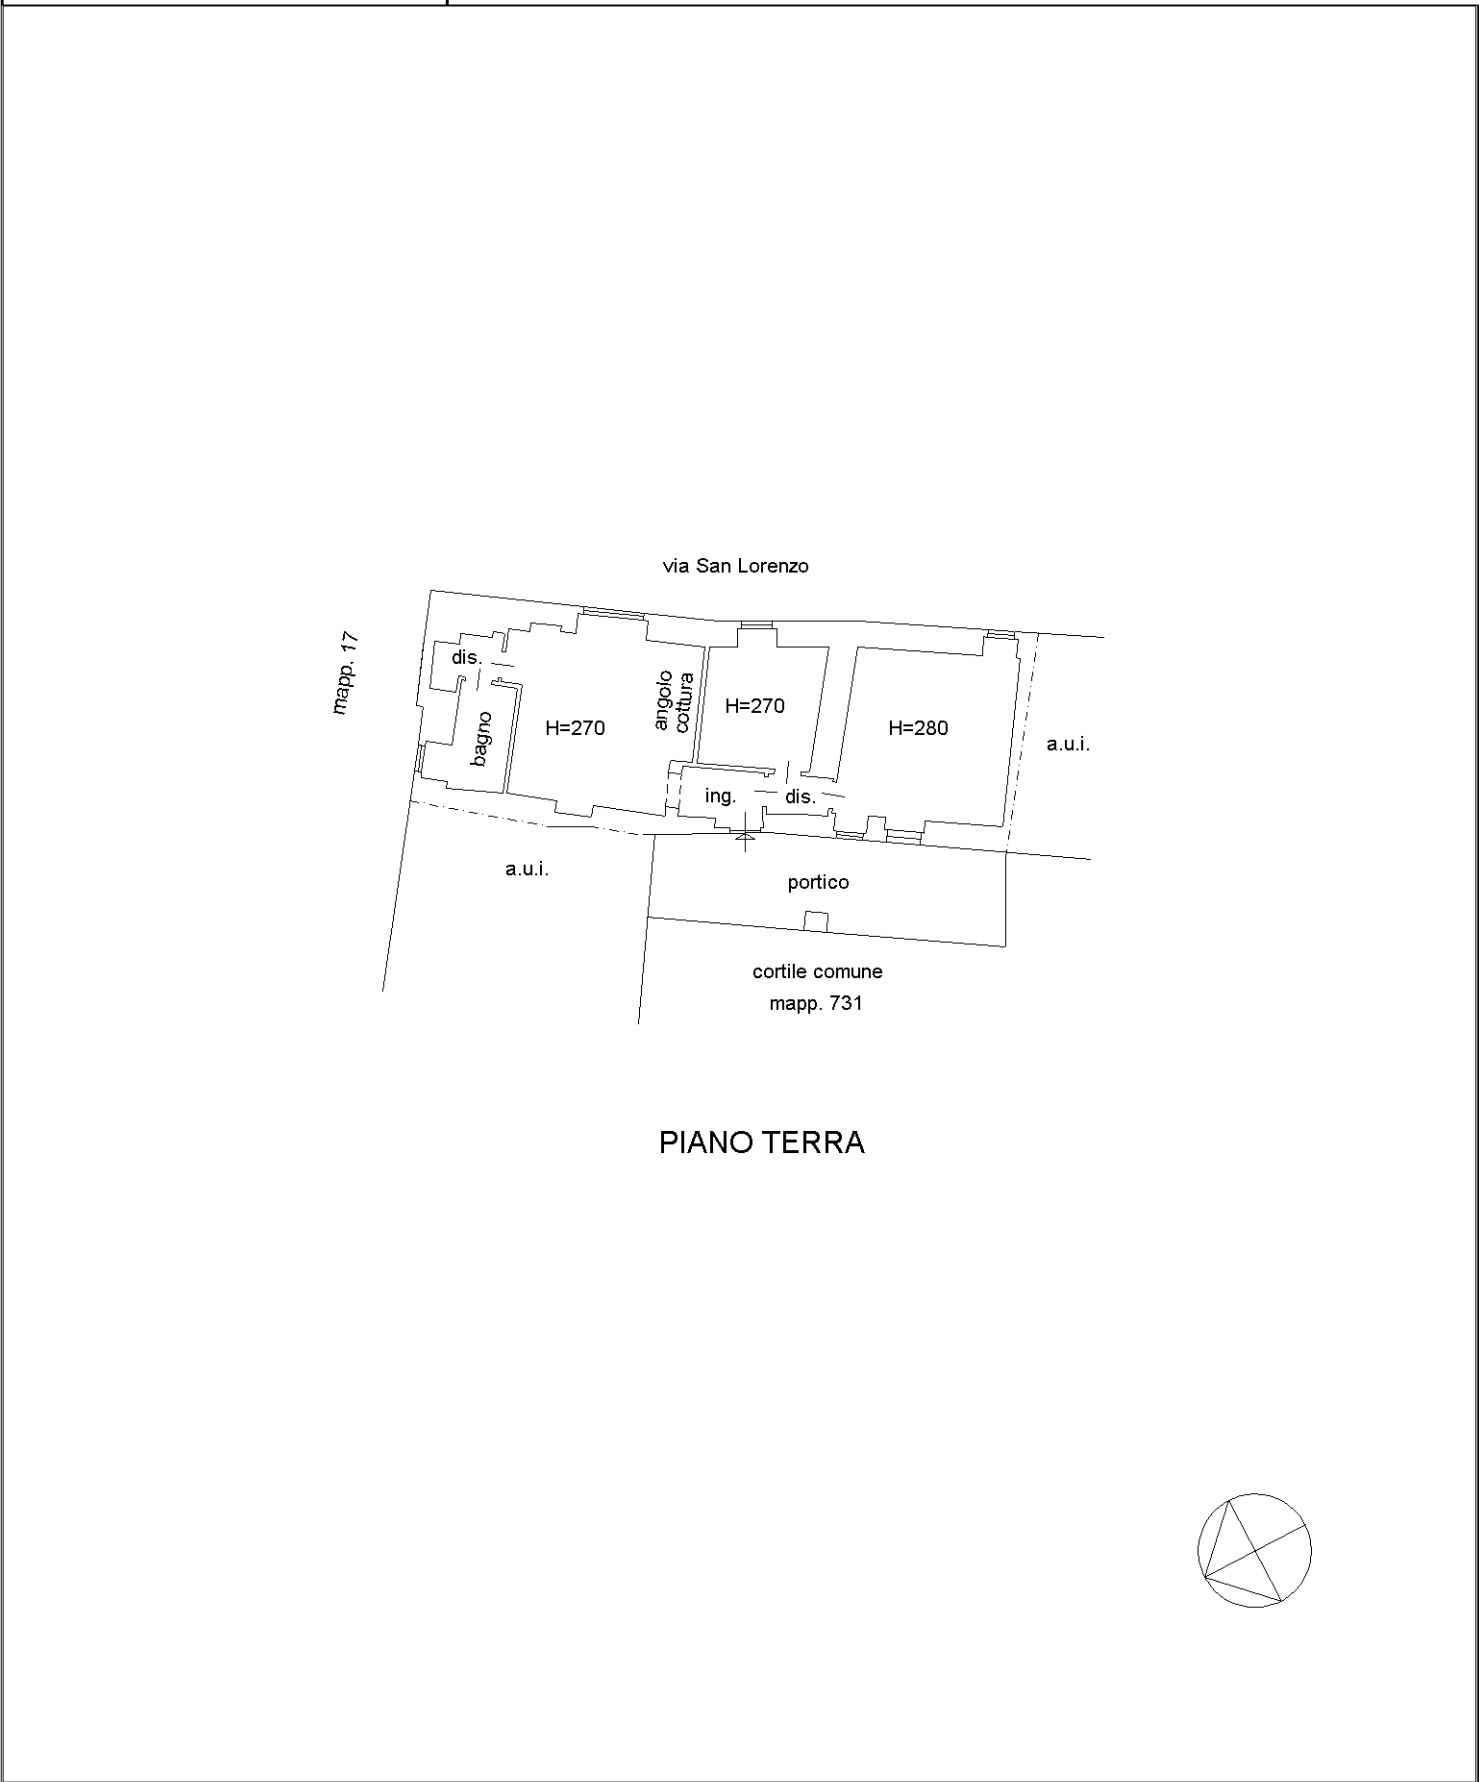 via San Lorenzo
mapp. 17
dis.
bagno
H=270
angolo
cottura
H=270
H=280
a.u.i.
ing.
dis.
a.u.i.
portico
cortile comune
mapp. 731
PIANO TERRA